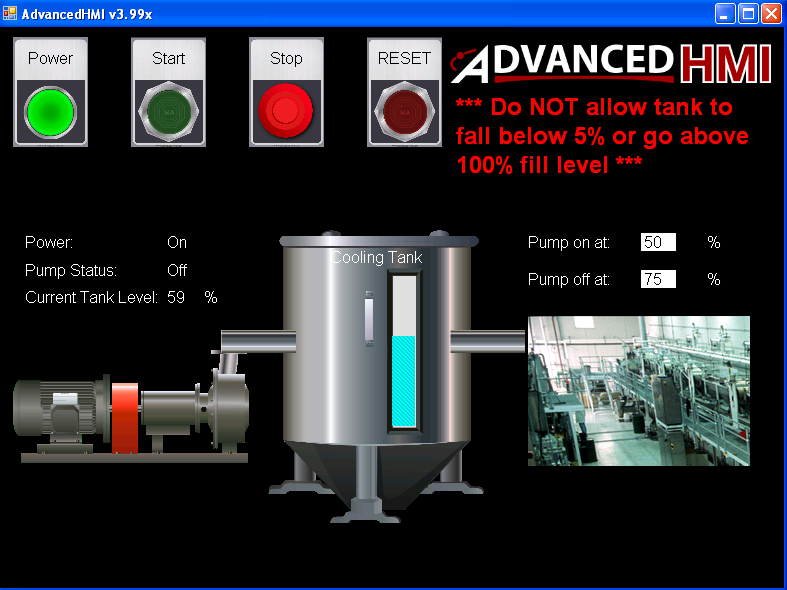 AdvancedHMI v3.99x
Power
Start
Stop
RESET
ADVANCED HMI
*** Do NOT allow tank to
fall below 5% or go above
100% fill level ***
Power: On
Pump Status: Off
Current Tank Level: 59 %
Cooling Tank
Pump on at: 50 %
Pump off at: 75 %